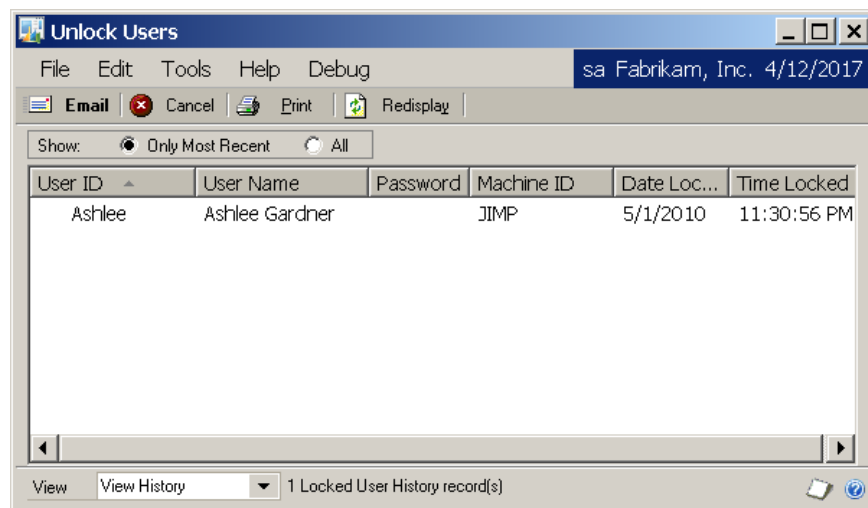 Unlock Users
File Edit Tools Help Debug sa Fabrikam, Inc. 4/12/2017
Email Cancel Print Redisplay
Show: Only Most Recent All
User ID User Name Password Machine ID Date Loc... Time Locked
Ashlee Ashlee Gardner JIMP 5/1/2010 11:30:56 PM
View View History 1 Locked User History record(s)